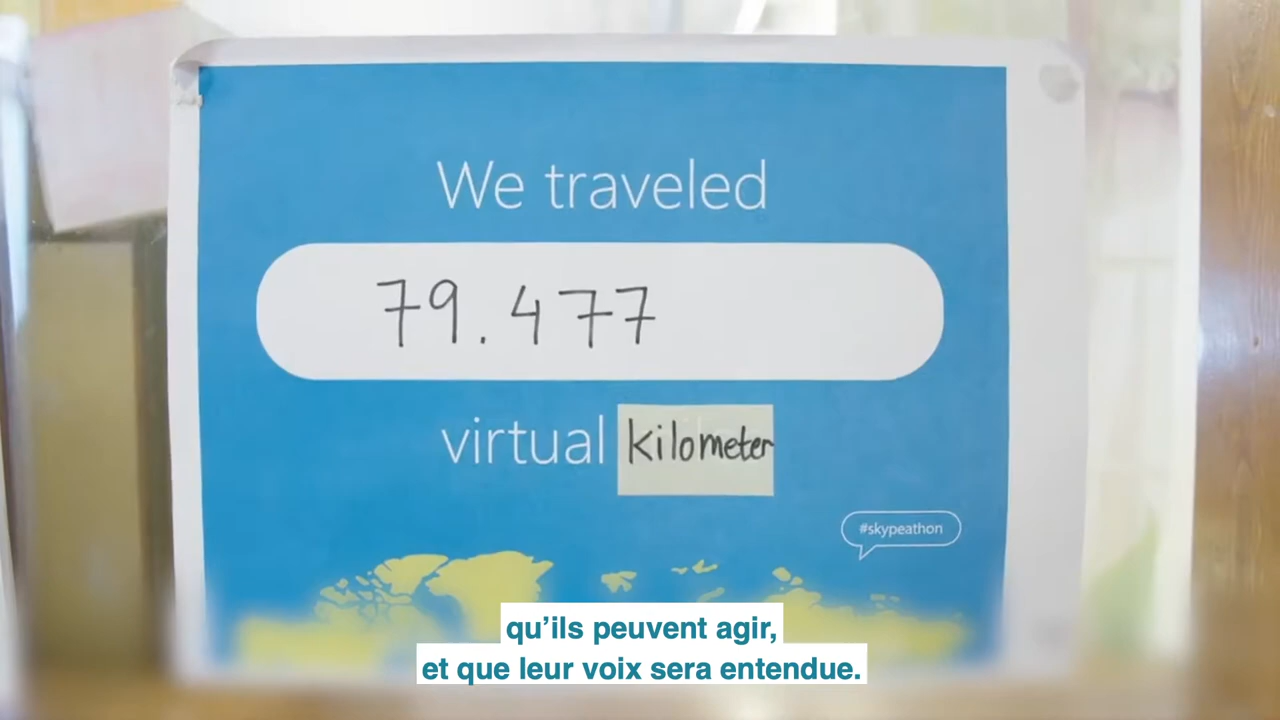 We traveled
79.477
virtual kilometer
#skypeathon
qu’ils peuvent agir,
et que leur voix sera entendue.